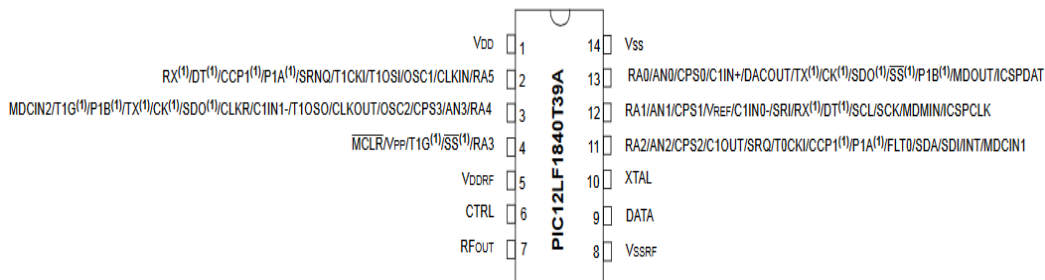 VDD 1 14 VSS
RX(1)/DT(1)/CCP1(1)/P1A(1)/SRNQ/T1CKI/T1OSI/OSC1/CLKIN/RA5 2 13 RA0/AN0/CPS0/C1IN+/DACOUT/TX(1)/CK(1)/SDO(1)/SS(1)/P1B(1)/MDOUT/ICSPDAT
MDCIN2/T1G(1)/P1B(1)/TX(1)/CK(1)/SDO(1)/CLKR/C1IN1-/T1OSO/CLKOUT/OSC2/CPS3/AN3/RA4 3 12 RA1/AN1/CPS1/VREF/C1IN0-/SRI/RX(1)/DT(1)/SCL/SCK/MDMIN/ICSPCLK
MCLR/VPP/T1G(1)/SS(1)/RA3 4 11 RA2/AN2/CPS2/C1OUT/SRQ/T0CKI/CCP1(1)/P1A(1)/FLT0/SDA/SDI/INT/MDCIN1
VDDRF 5 10 XTAL
CTRL 6 9 DATA
RFOUT 7 8 VSSRF
PIC12LF1840T39A